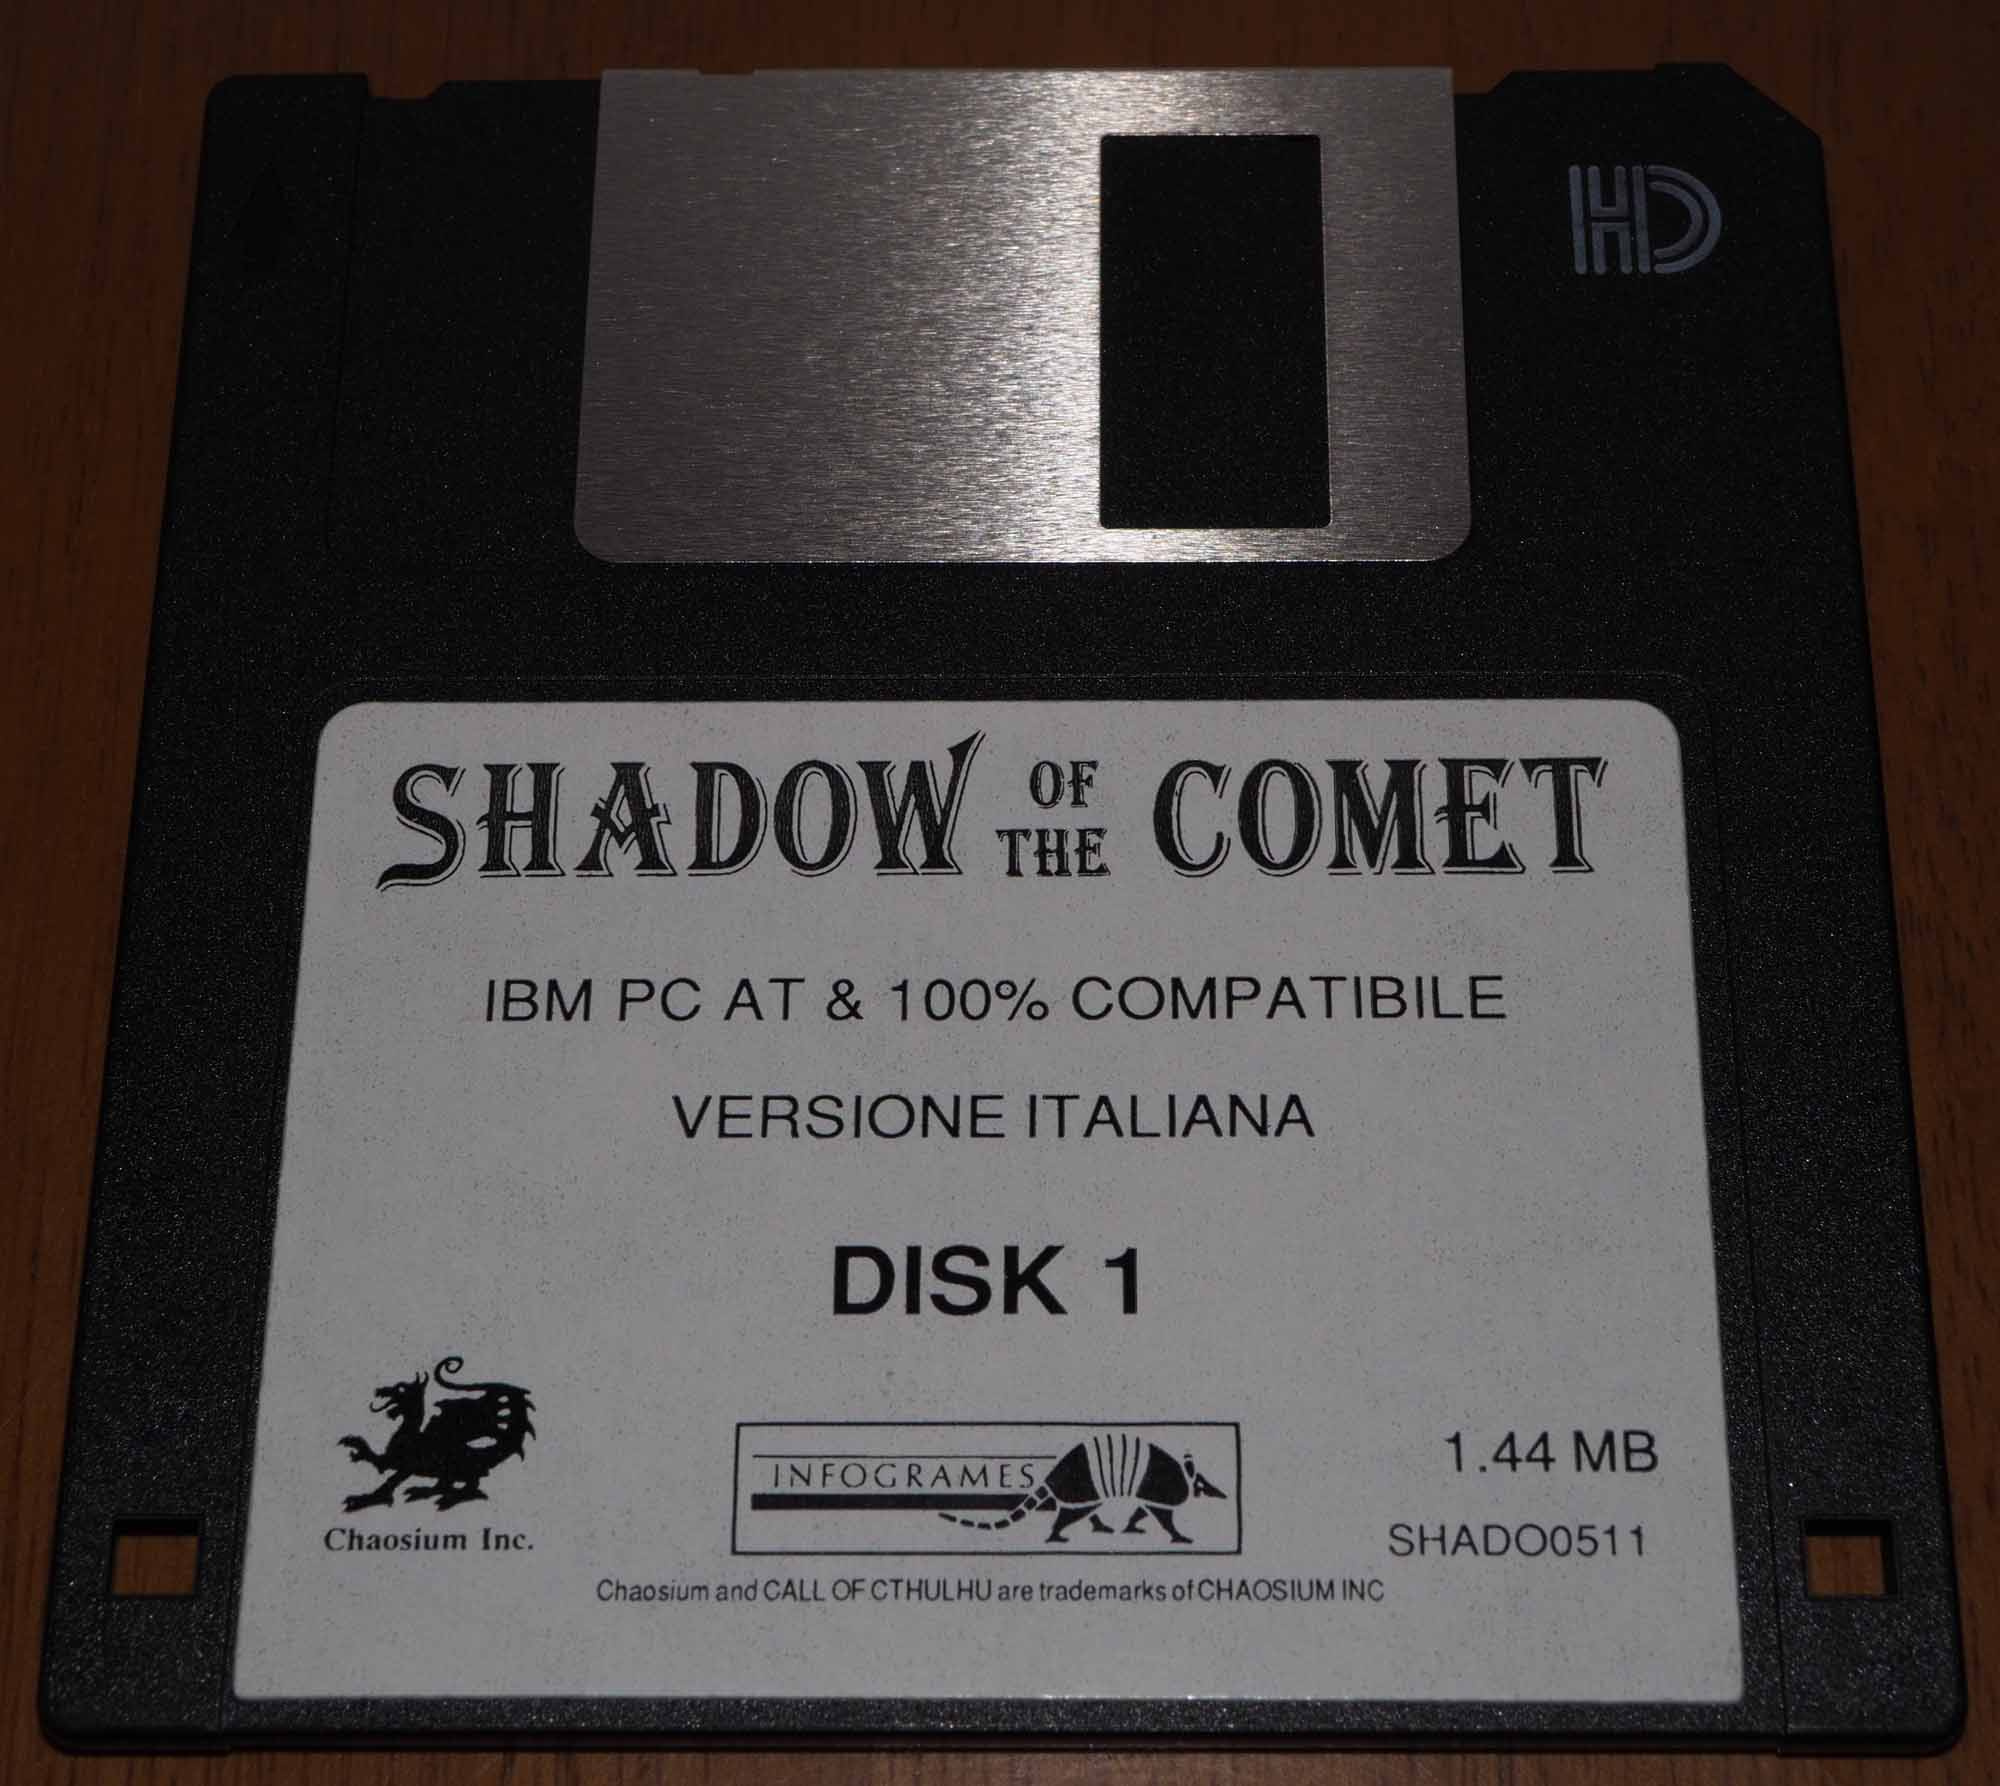 HD
SHADOW OF THE COMET
IBM PC AT & 100% COMPATIBILE
VERSIONE ITALIANA
DISK 1
Chaosium Inc.
INFOGRAMES
1.44 MB
SHADO0511
Chaosium and CALL OF CTHULHU are trademarks of CHAOSIUM INC